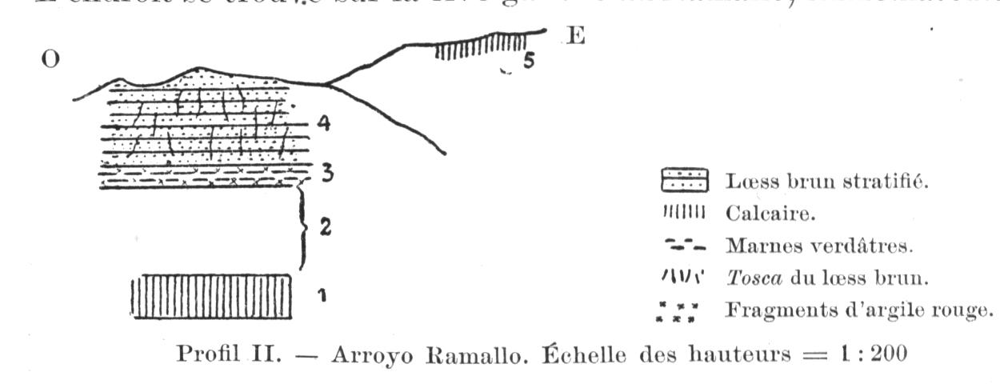 O
E
5
4
3
2
1
Lœss brun stratifié.
Calcaire.
Marnes verdâtres.
Tosca du lœss brun.
Fragments d'argile rouge.
Profil II. — Arroyo Ramallo. Échelle des hauteurs = 1 : 200